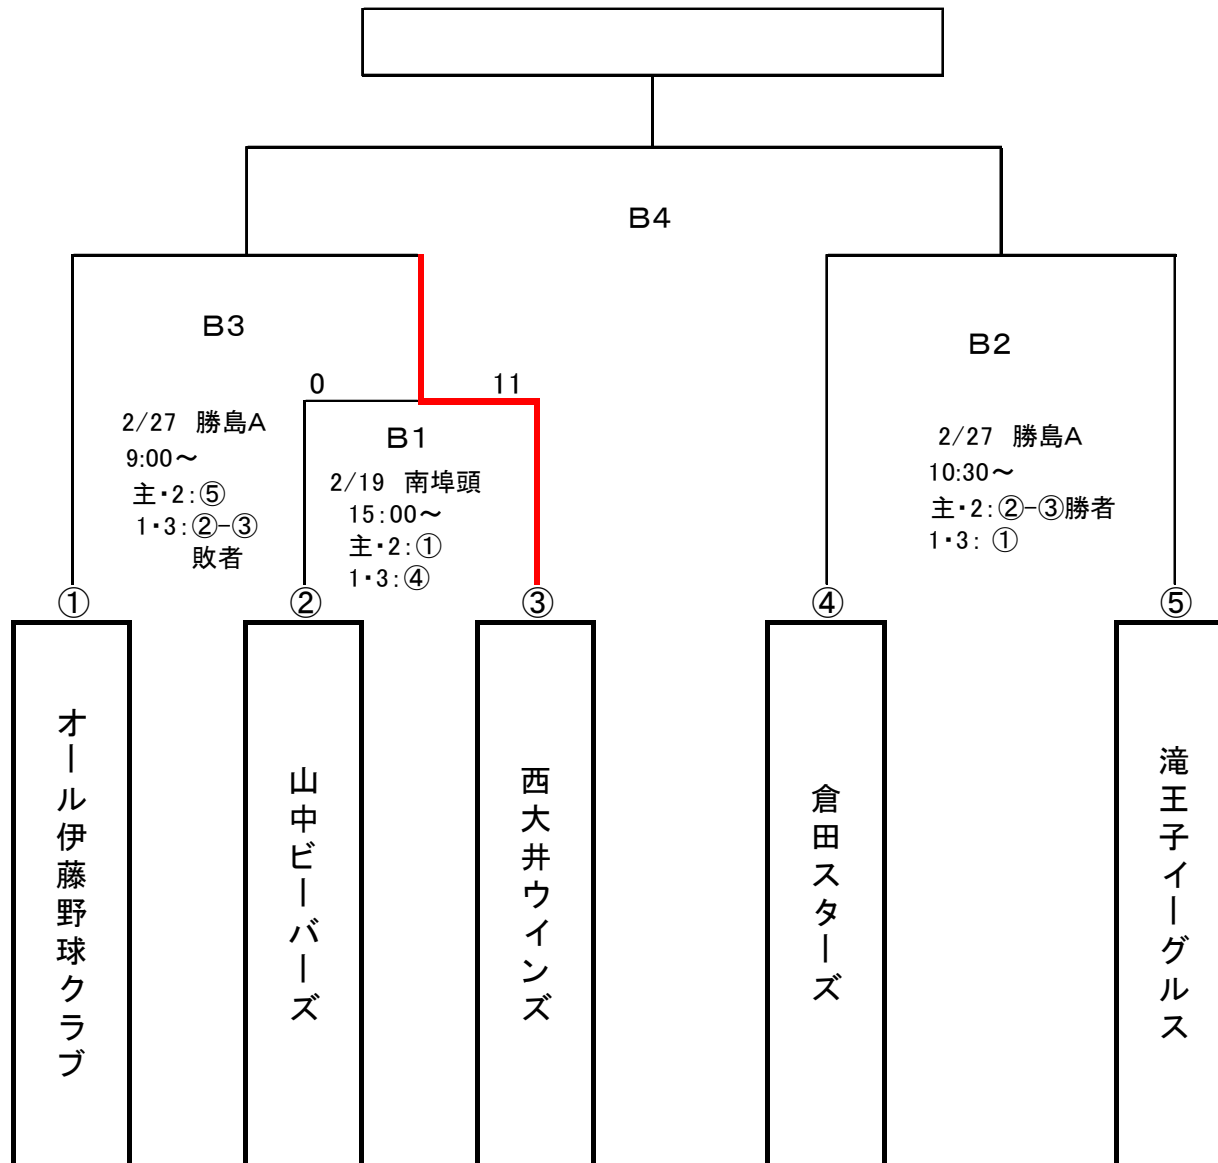 B4
B3
2/27 勝島A
9:00～
主・2:⑤
1・3:②-③
敗者
0 11
B1
2/19 南埠頭
15:00～
主・2:①
1・3:④
B2
2/27 勝島A
10:30～
主・2:②-③勝者
1・3: ①
① ② ③ ④ ⑤
オール伊藤野球クラブ
山中ビーバーズ
西大井ウインズ
倉田スターズ
滝王子イーグルス